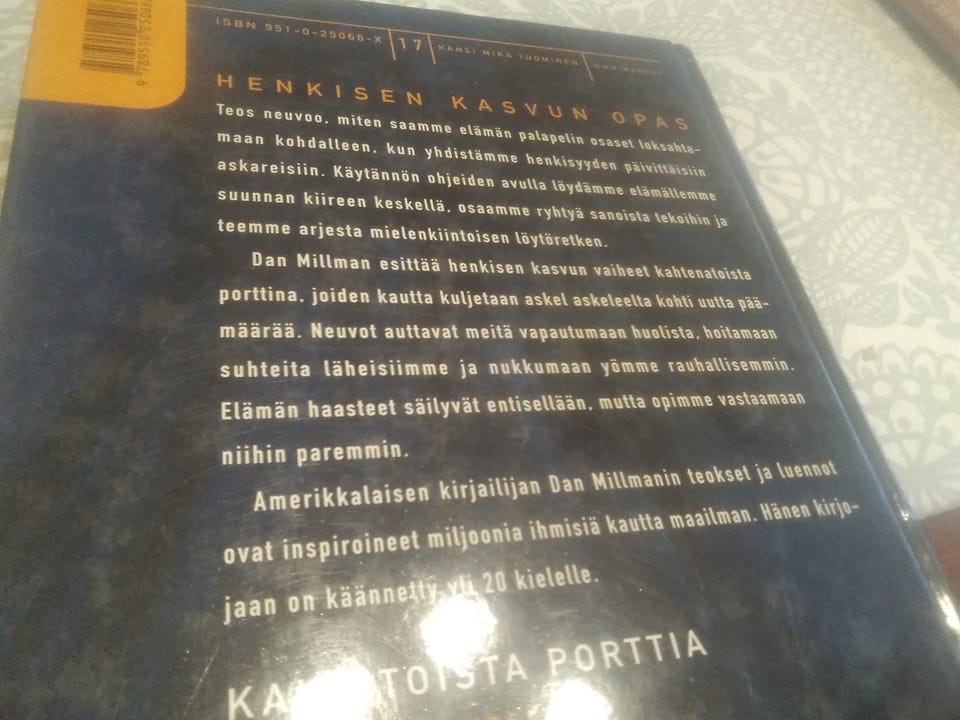 9 789510 25066
ISBN 951-0-25066-X 17 KANSI MIKA TUOMINEN
HENKISEN KASVUN OPAS
Teos neuvoo, miten saamme elämän palapelin osaset loksahta-
maan kohdalleen, kun yhdistämme henkisyyden päivittäisiin
askareisiin. Käytännön ohjeiden avulla löydämme elämällemme
suunnan kiireen keskellä, osaamme ryhtyä sanoista tekoihin ja
teemme arjesta mielenkiintoisen löytöretken.
Dan Millman esittää henkisen kasvun vaiheet kahtenatoista
porttina, joiden kautta kuljetaan askel askeleelta kohti uutta pää-
määrää. Neuvot auttavat meitä vapautumaan huolista, hoitamaan
suhteita läheisiimme ja nukkumaan yömme rauhallisemmin.
Elämän haasteet säilyvät entisellään, mutta opimme vastaamaan
niihin paremmin.
Amerikkalaisen kirjailijan Dan Millmanin teokset ja luennot
ovat inspiroineet miljoonia ihmisiä kautta maailman. Hänen kirjo-
jaan on käännetty yli 20 kielelle.
PORTTIA